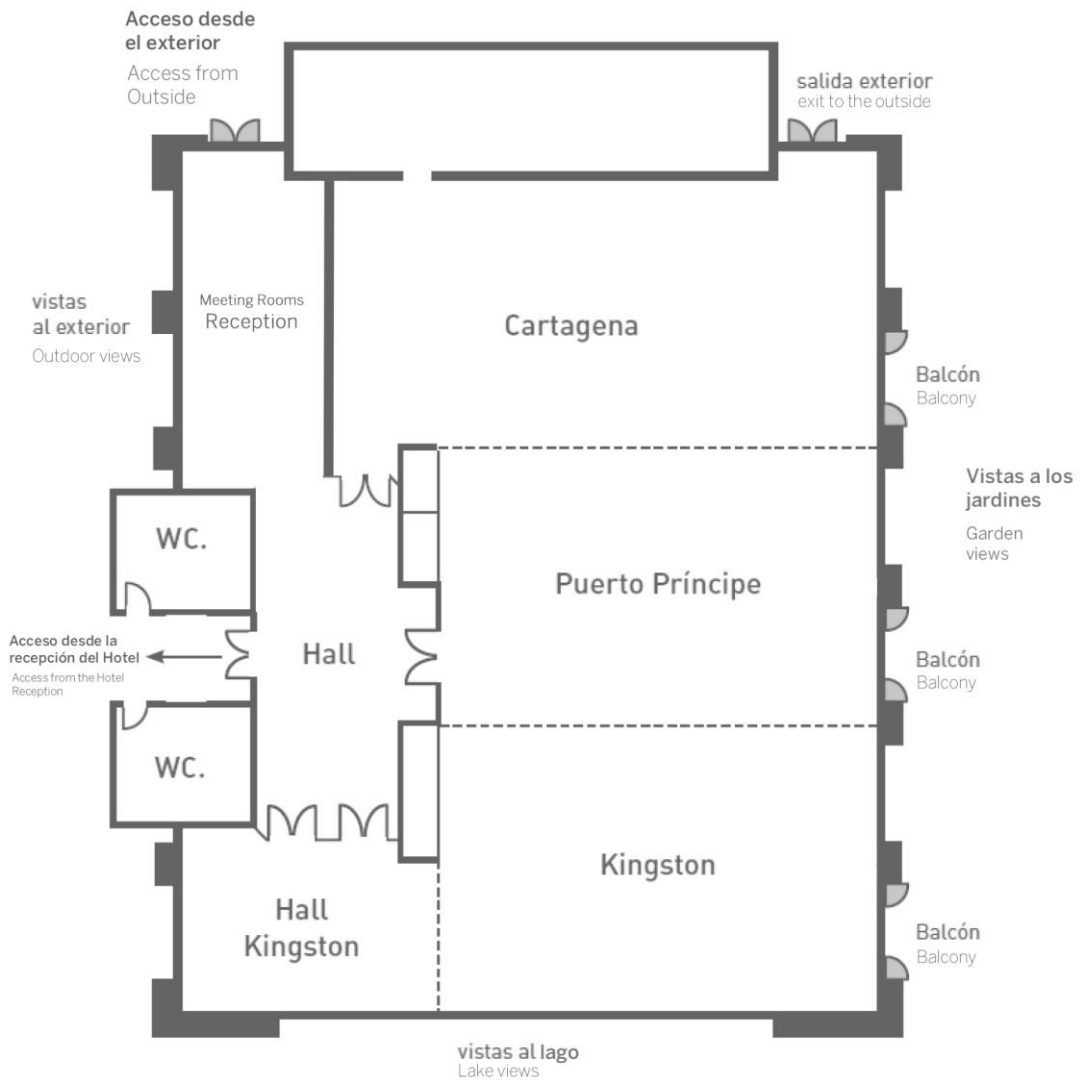 Acceso desde
el exterior
Access from
Outside
salida exterior
exit to the outside
Meeting Rooms
Reception
vistas
al exterior
Outdoor views
Cartagena
Balcón
Balcony
Vistas a los
jardines
Garden
views
WC.
Puerto Príncipe
Acceso desde la
recepción del Hotel
Access from the Hotel
Reception
Hall
Balcón
Balcony
WC.
Kingston
Hall
Kingston
Balcón
Balcony
vistas al lago
Lake views